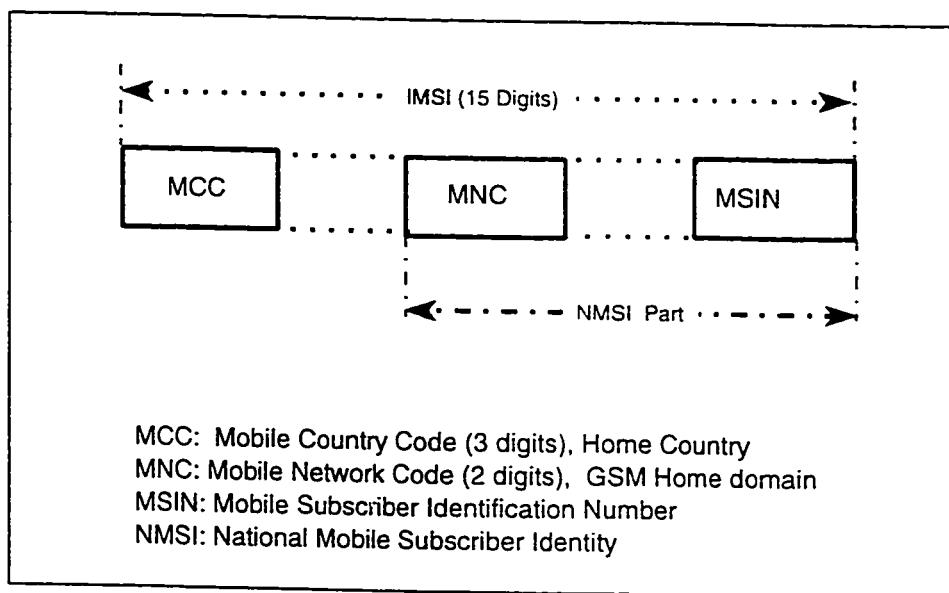 IMSI (15 Digits)
MCC
MNC
MSIN
NMSI Part
MCC: Mobile Country Code (3 digits), Home Country
MNC: Mobile Network Code (2 digits), GSM Home domain
MSIN: Mobile Subscriber Identification Number
NMSI: National Mobile Subscriber Identity